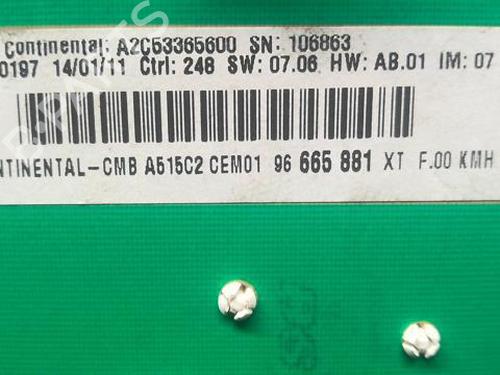 Continental: A2C53365600 SN: 106863
0197 14/01/11 Ctrl: 248 SW: 07.06 HW: AB.01 IM: 07
NTINENTAL-CMB A515C2 CEM01 96 665 881 XT F.00 KMH